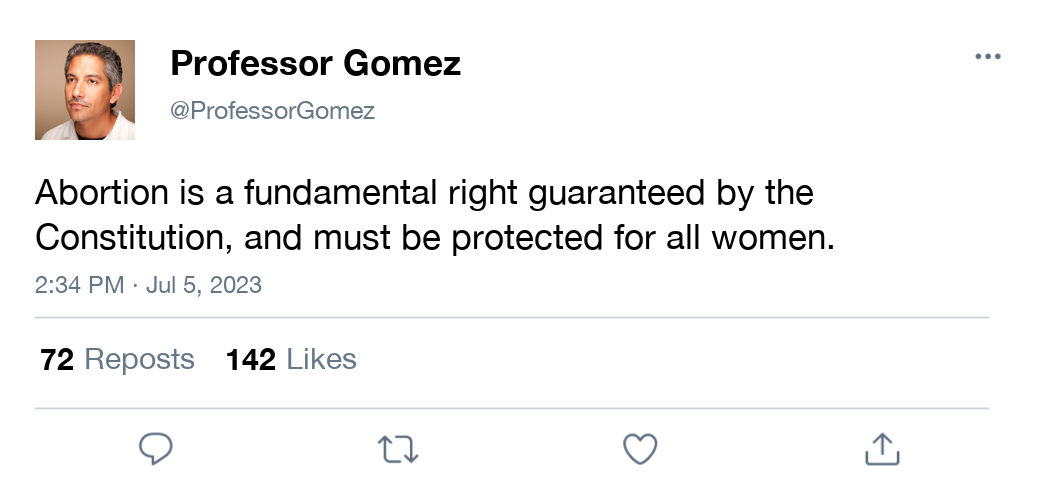 Professor Gomez
@ProfessorGomez
Abortion is a fundamental right guaranteed by the
Constitution, and must be protected for all women.
2:34 PM · Jul 5, 2023
72 Reposts 142 Likes